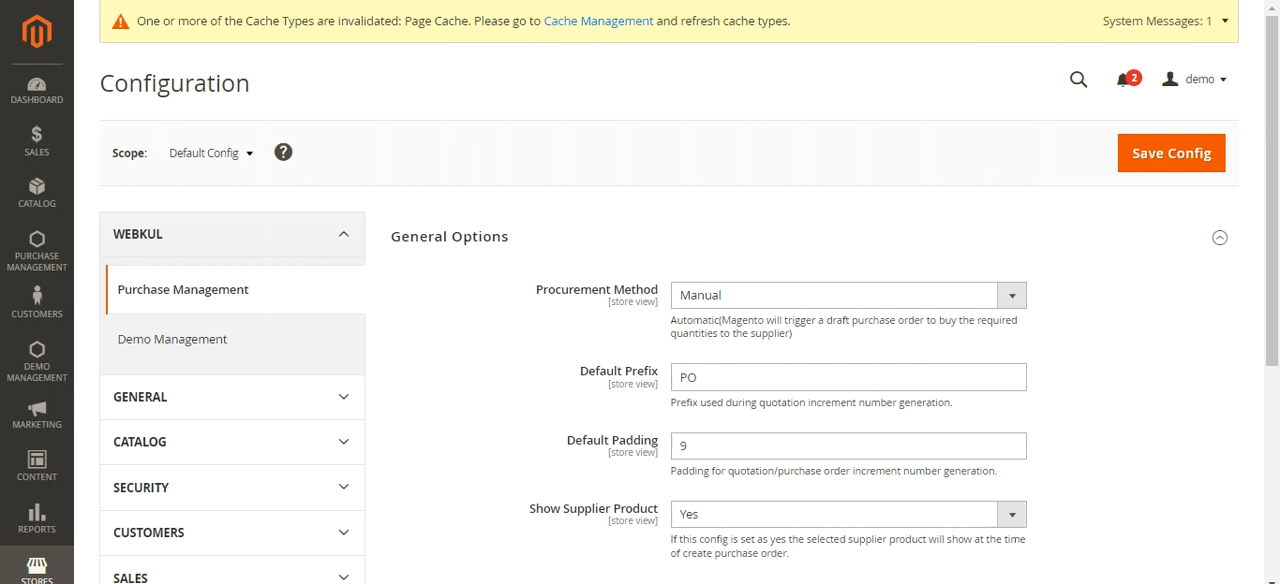 One or more of the Cache Types are invalidated: Page Cache. Please go to Cache Management and refresh cache types.
System Messages: 1
Configuration
2
demo
Scope:
Default Config
?
Save Config
DASHBOARD
$
SALES
CATALOG
PURCHASE
MANAGEMENT
CUSTOMERS
DEMO
MANAGEMENT
MARKETING
CONTENT
REPORTS
STORES
WEBKUL
Purchase Management
Demo Management
GENERAL
CATALOG
SECURITY
CUSTOMERS
SALES
General Options
Procurement Method
[store view]
Manual
Automatic(Magento will trigger a draft purchase order to buy the required
quantities to the supplier)
Default Prefix
[store view]
PO
Prefix used during quotation increment number generation.
Default Padding
[store view]
9
Padding for quotation/purchase order increment number generation.
Show Supplier Product
[store view]
Yes
If this config is set as yes the selected supplier product will show at the time
of create purchase order.